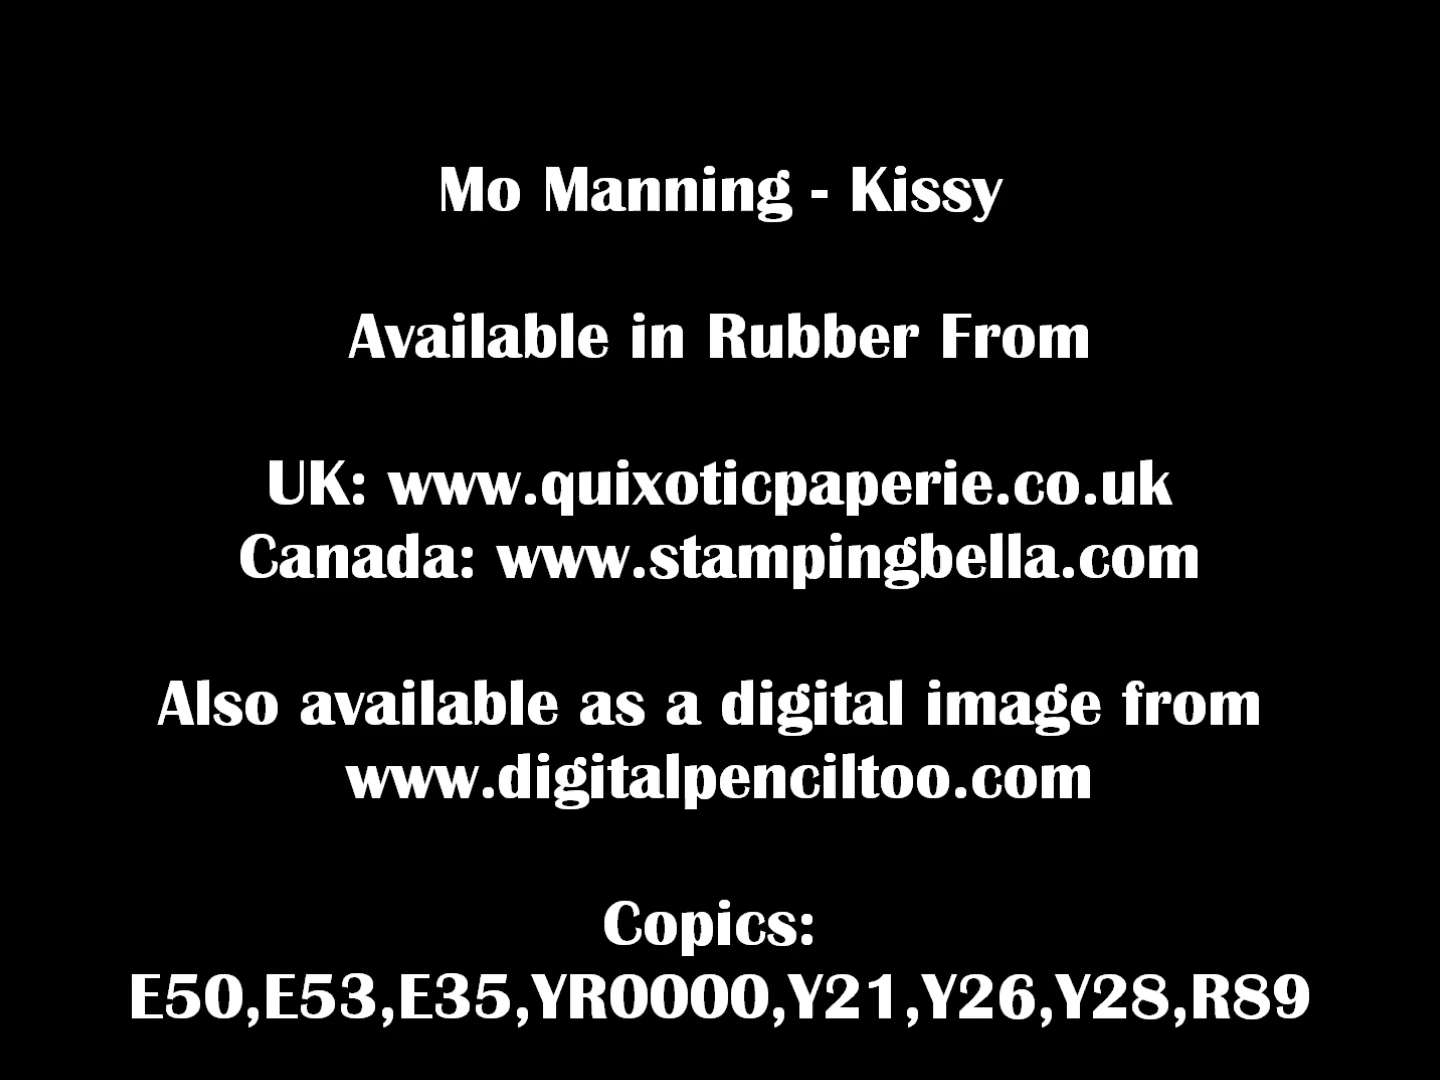 Mo Manning - Kissy
Available in Rubber From
UK: www.quixoticpaperie.co.uk
Canada: www.stampingbella.com
Also available as a digital image from
www.digitalpenciltoo.com
Copics:
E50,E53,E35,YR0000,Y21,Y26,Y28,R89